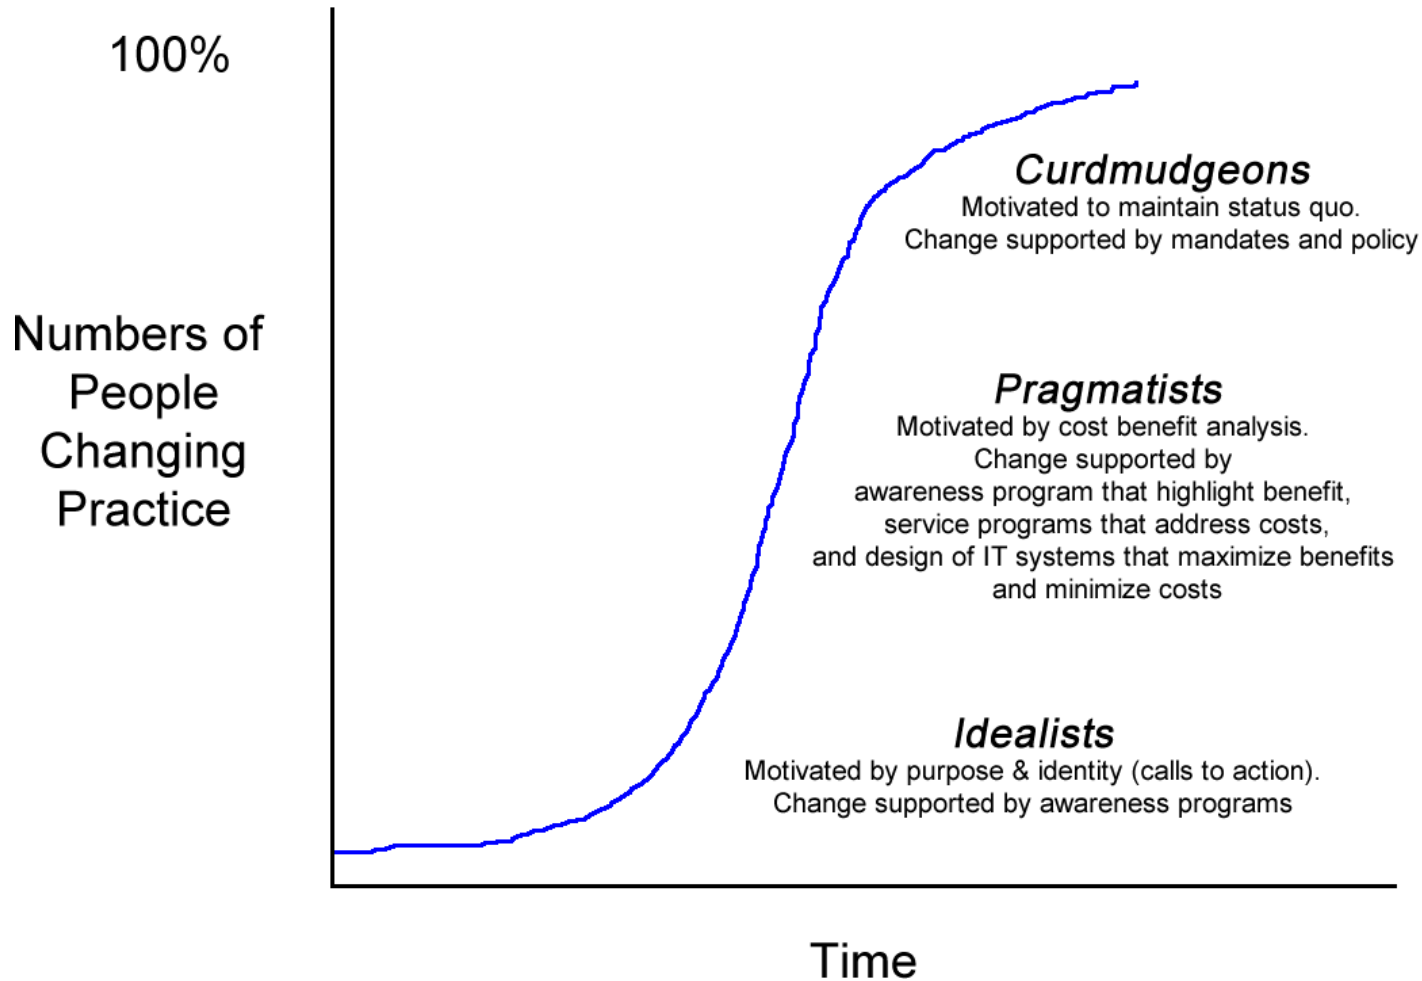 100%
Numbers of
People
Changing
Practice
Curdmudgeons
Motivated to maintain status quo.
Change supported by mandates and policy
Pragmatists
Motivated by cost benefit analysis.
Change supported by
awareness program that highlight benefit,
service programs that address costs,
and design of IT systems that maximize benefits
and minimize costs
Idealists
Motivated by purpose & identity (calls to action).
Change supported by awareness programs
Time